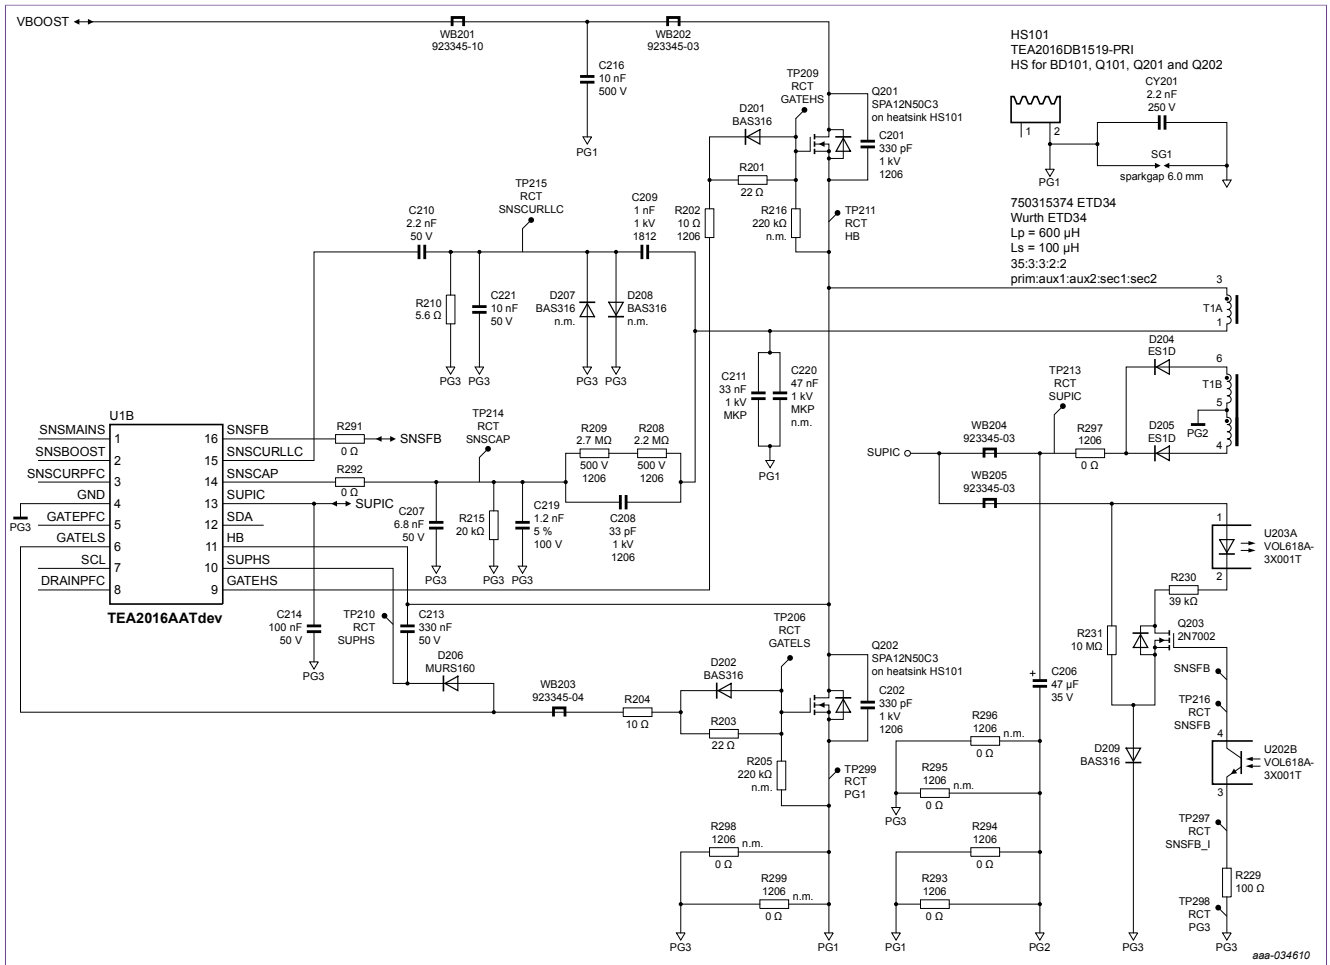 VBOOST
WB201
923345-10
WB202
923345-03
HS101
TEA2016DB1519-PRI
HS for BD101, Q101, Q201 and Q202
C216
10 nF
500 V
PG1
TP209
RCT
GATEHS
Q201
SPA12N50C3
on heatsink HS101
CY201
2.2 nF
250 V
1
2
PG1
SG1
sparkgap 6.0 mm
D201
BAS316
C201
330 pF
1 kV
1206
R201
22 Ω
TP215
RCT
SNSCURLLC
C210
2.2 nF
50 V
C209
1 nF
1 kV
1812
R202
10 Ω
1206
R216
220 kΩ
n.m.
TP211
RCT
HB
750315374 ETD34
Wurth ETD34
Lp = 600 µH
Ls = 100 µH
35:3:3:2:2
prim:aux1:aux2:sec1:sec2
3
T1A
1
R210
5.6 Ω
C221
10 nF
50 V
D207
BAS316
n.m.
D208
BAS316
n.m.
PG3
PG3
PG3
PG3
C211
33 nF
1 kV
MKP
C220
47 nF
1 kV
MKP
n.m.
PG1
D204
ES1D
6
T1B
5
PG2
4
D205
ES1D
TP213
RCT
SUPIC
R297
1206
0 Ω
WB204
923345-03
SUPIC
WB205
923345-03
U1B
SNSMAINS
1
SNSBOOST
2
SNSCURPFC
3
GND
4
GATEPFC
5
GATELS
6
SCL
7
DRAINPFC
8
16
SNSFB
15
SNSCURLLC
14
SNSCAP
13
SUPIC
12
SDA
11
HB
10
SUPHS
9
GATEHS
TEA2016AATdev
PG3
R291
0 Ω
SNSFB
R292
0 Ω
SUPIC
TP214
RCT
SNSCAP
R209
2.7 MΩ
500 V
1206
R208
2.2 MΩ
500 V
1206
C207
6.8 nF
50 V
R215
20 kΩ
C219
1.2 nF
5 %
100 V
C208
33 pF
1 kV
1206
PG3
PG3
PG3
C214
100 nF
50 V
PG3
TP210
RCT
SUPHS
C213
330 nF
50 V
D206
MURS160
WB203
923345-04
R204
10 Ω
D202
BAS316
R203
22 Ω
TP206
RCT
GATELS
Q202
SPA12N50C3
on heatsink HS101
C202
330 pF
1 kV
1206
R205
220 kΩ
n.m.
TP299
RCT
PG1
R298
1206
0 Ω
n.m.
R299
1206
0 Ω
n.m.
PG3
PG1
R296
1206
0 Ω
n.m.
R295
1206
0 Ω
n.m.
PG3
R294
1206
0 Ω
R293
1206
0 Ω
PG1
PG2
+
C206
47 µF
35 V
1
U203A
VOL618A-
3X001T
2
R230
39 kΩ
R231
10 MΩ
Q203
2N7002
SNSFB
TP216
RCT
SNSFB
D209
BAS316
PG3
4
U202B
VOL618A-
3X001T
3
TP297
RCT
SNSFB_I
R229
100 Ω
TP298
RCT
PG3
PG3
aaa-034610